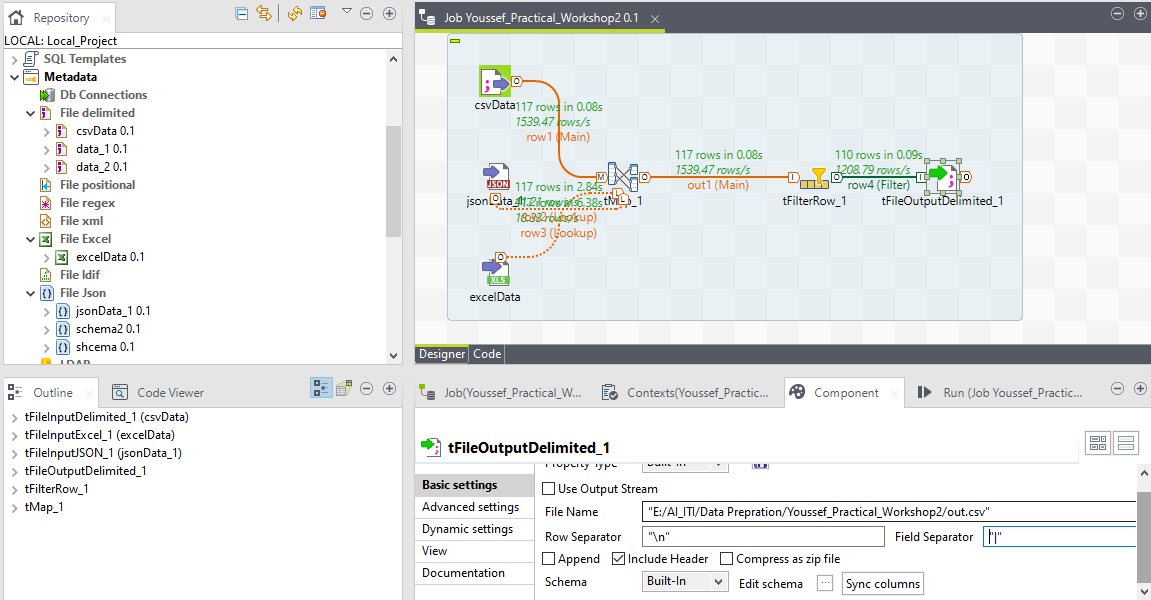 Repository
LOCAL: Local_Project
SQL Templates
Metadata
Db Connections
File delimited
csvData 0.1
data_1 0.1
data_2 0.1
File positional
File regex
File xml
File Excel
excelData 0.1
File ldif
File Json
jsonData_1 0.1
schema2 0.1
shcema 0.1
LDAP
Outline
Code Viewer
tFileInputDelimited_1 (csvData)
tFileInputExcel_1 (excelData)
tFileInputJSON_1 (jsonData_1)
tFileOutputDelimited_1
tFilterRow_1
tMap_1
Job Youssef_Practical_Workshop2 0.1
csvData
117 rows in 0.08s
1539.47 rows/s
row1 (Main)
JSON
117 rows in 2.84s
row3 (Lookup)
tMap_1
XLS
excelData
117 rows in 0.08s
1539.47 rows/s
out1 (Main)
tFilterRow_1
110 rows in 0.09s
1208.79 rows/s
row4 (Filter)
tFileOutputDelimited_1
Designer
Code
Job(Youssef_Practical_W...
Contexts(Youssef_Practic...
Component
Run (Job Youssef_Practic...
tFileOutputDelimited_1
Basic settings
Advanced settings
Dynamic settings
View
Documentation
Property Type
Built-In
Use Output Stream
File Name
"E:/AI_ITI/Data Prepration/Youssef_Practical_Workshop2/out.csv"
Row Separator
"\n"
Field Separator
"|"
Append
Include Header
Compress as zip file
Schema
Built-In
Edit schema
...
Sync columns